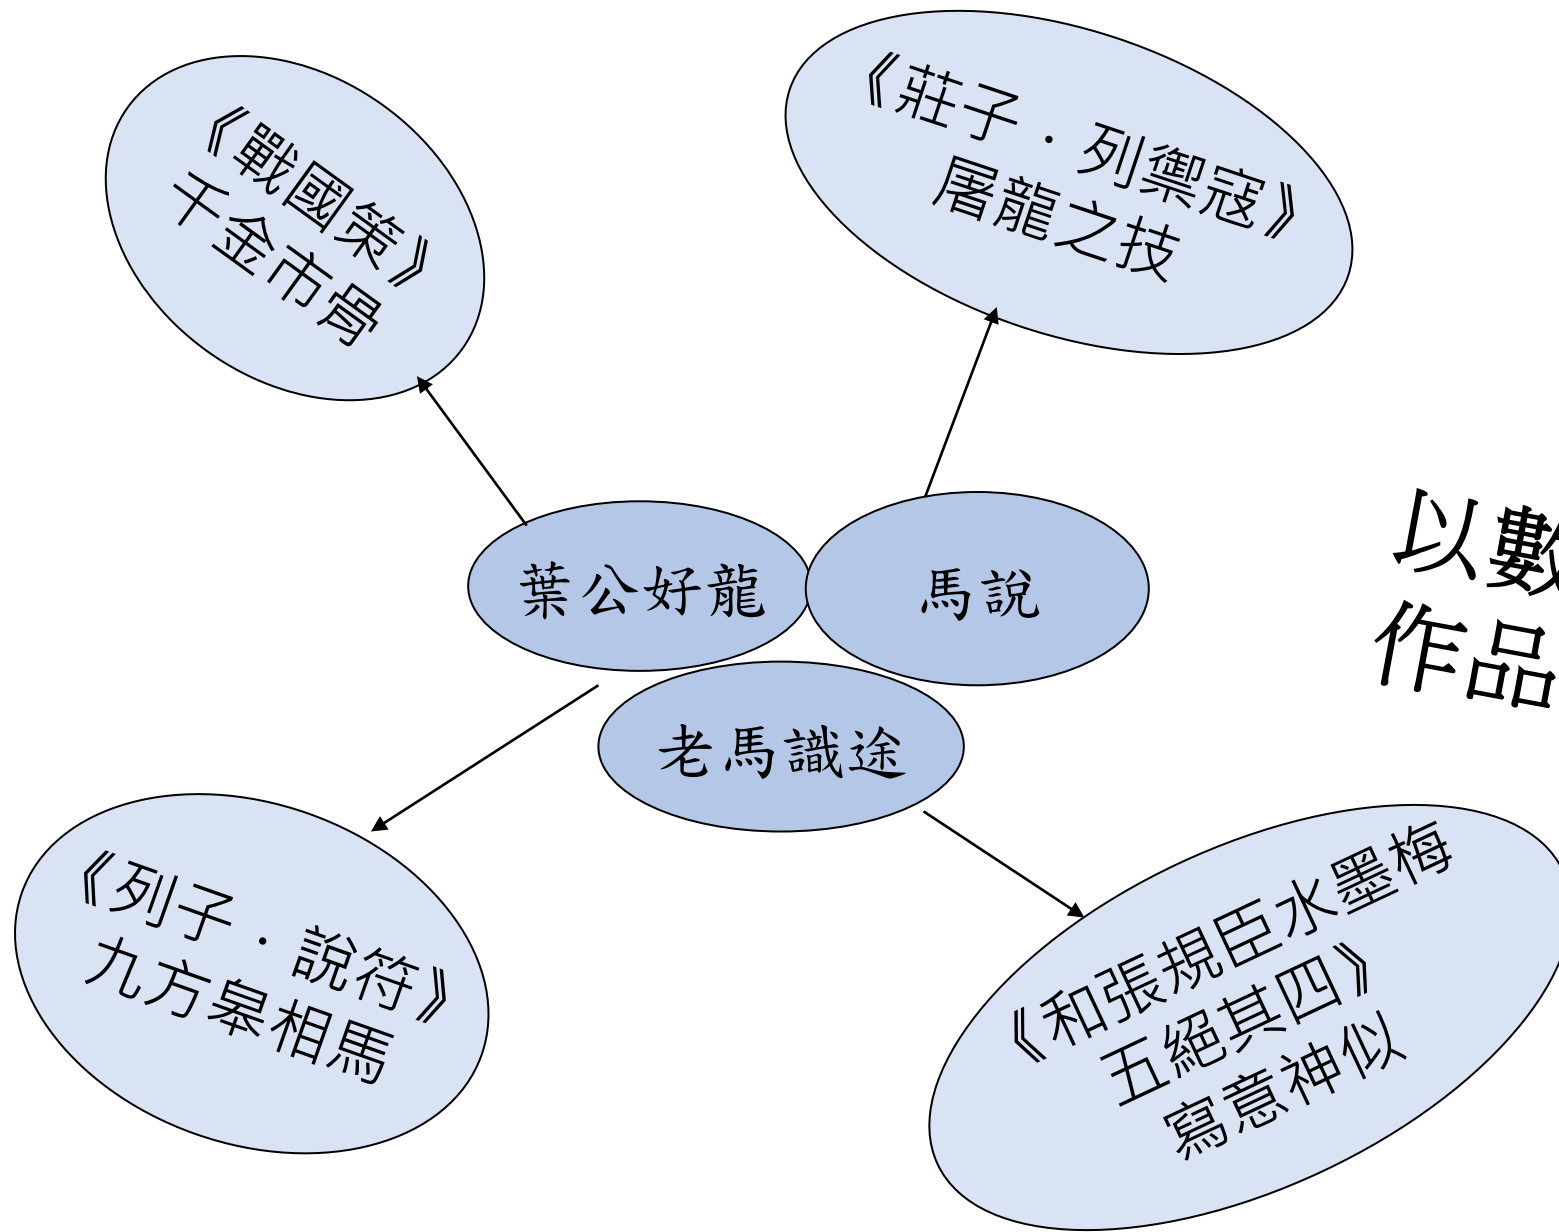 《戰國策》
千金市骨
《莊子．列禦寇》
屠龍之技
葉公好龍
馬說
老馬識途
以數
作品
《列子．說符》
九方皋相馬
《和張規臣水墨梅
五絕其四》
寫意神似